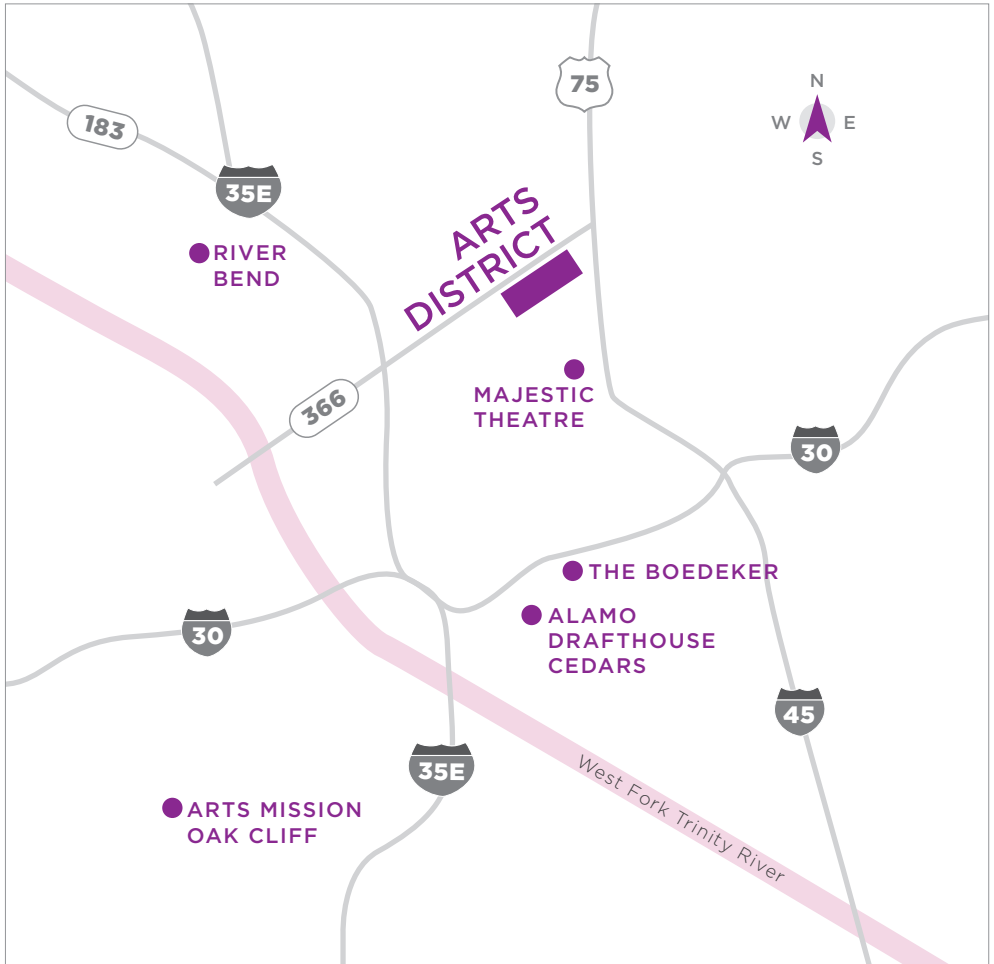 75
N
W
E
S
183
35E
ARTS
DISTRICT
RIVER
BEND
MAJESTIC
THEATRE
366
30
THE BOEDEKER
ALAMO
DRAFTHOUSE
CEDARS
30
45
35E
West Fork Trinity River
ARTS MISSION
OAK CLIFF